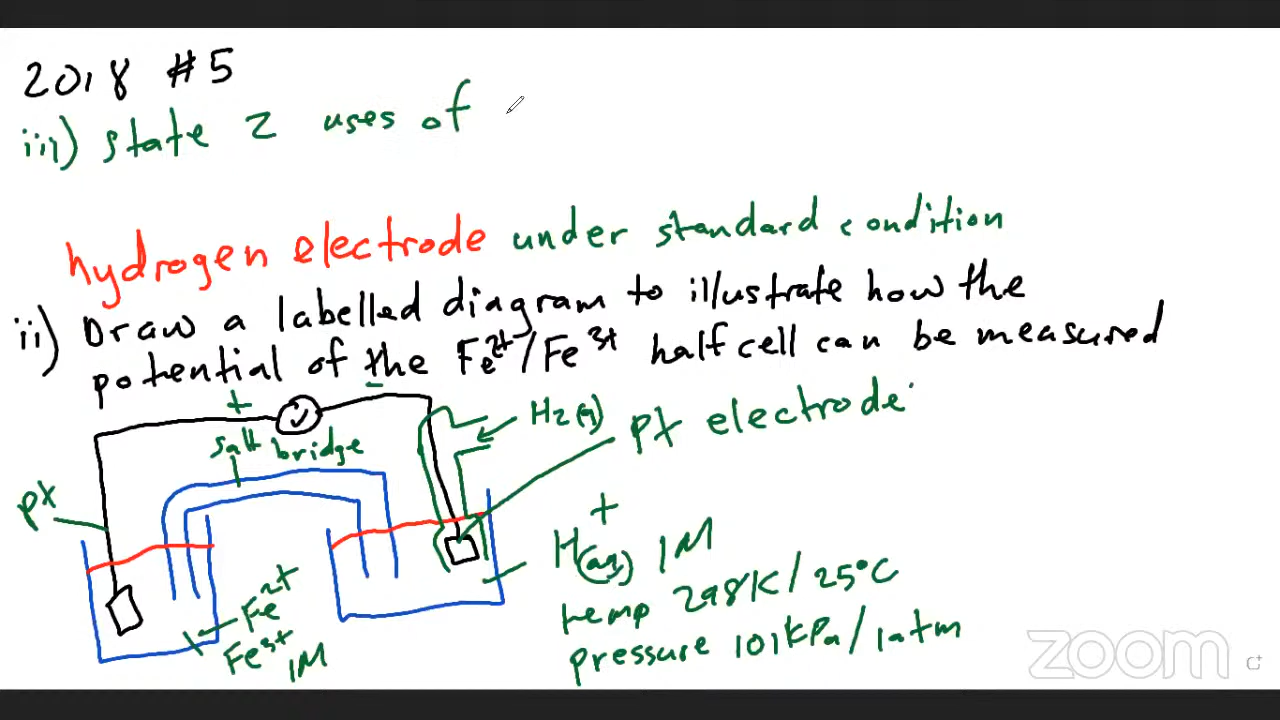 2018 #5
iii) state 2 uses of
hydrogen electrode under standard condition
ii) Draw a labelled diagram to illustrate how the
potential of the Fe²⁺/Fe³⁺ half cell can be measured
+ -
V
H2(g)
pt electrode
salt bridge
pt
H⁺(aq) 1M
temp 298K / 25°C
pressure 101kPa / 1atm
Fe²⁺
Fe³⁺ 1M
zoom